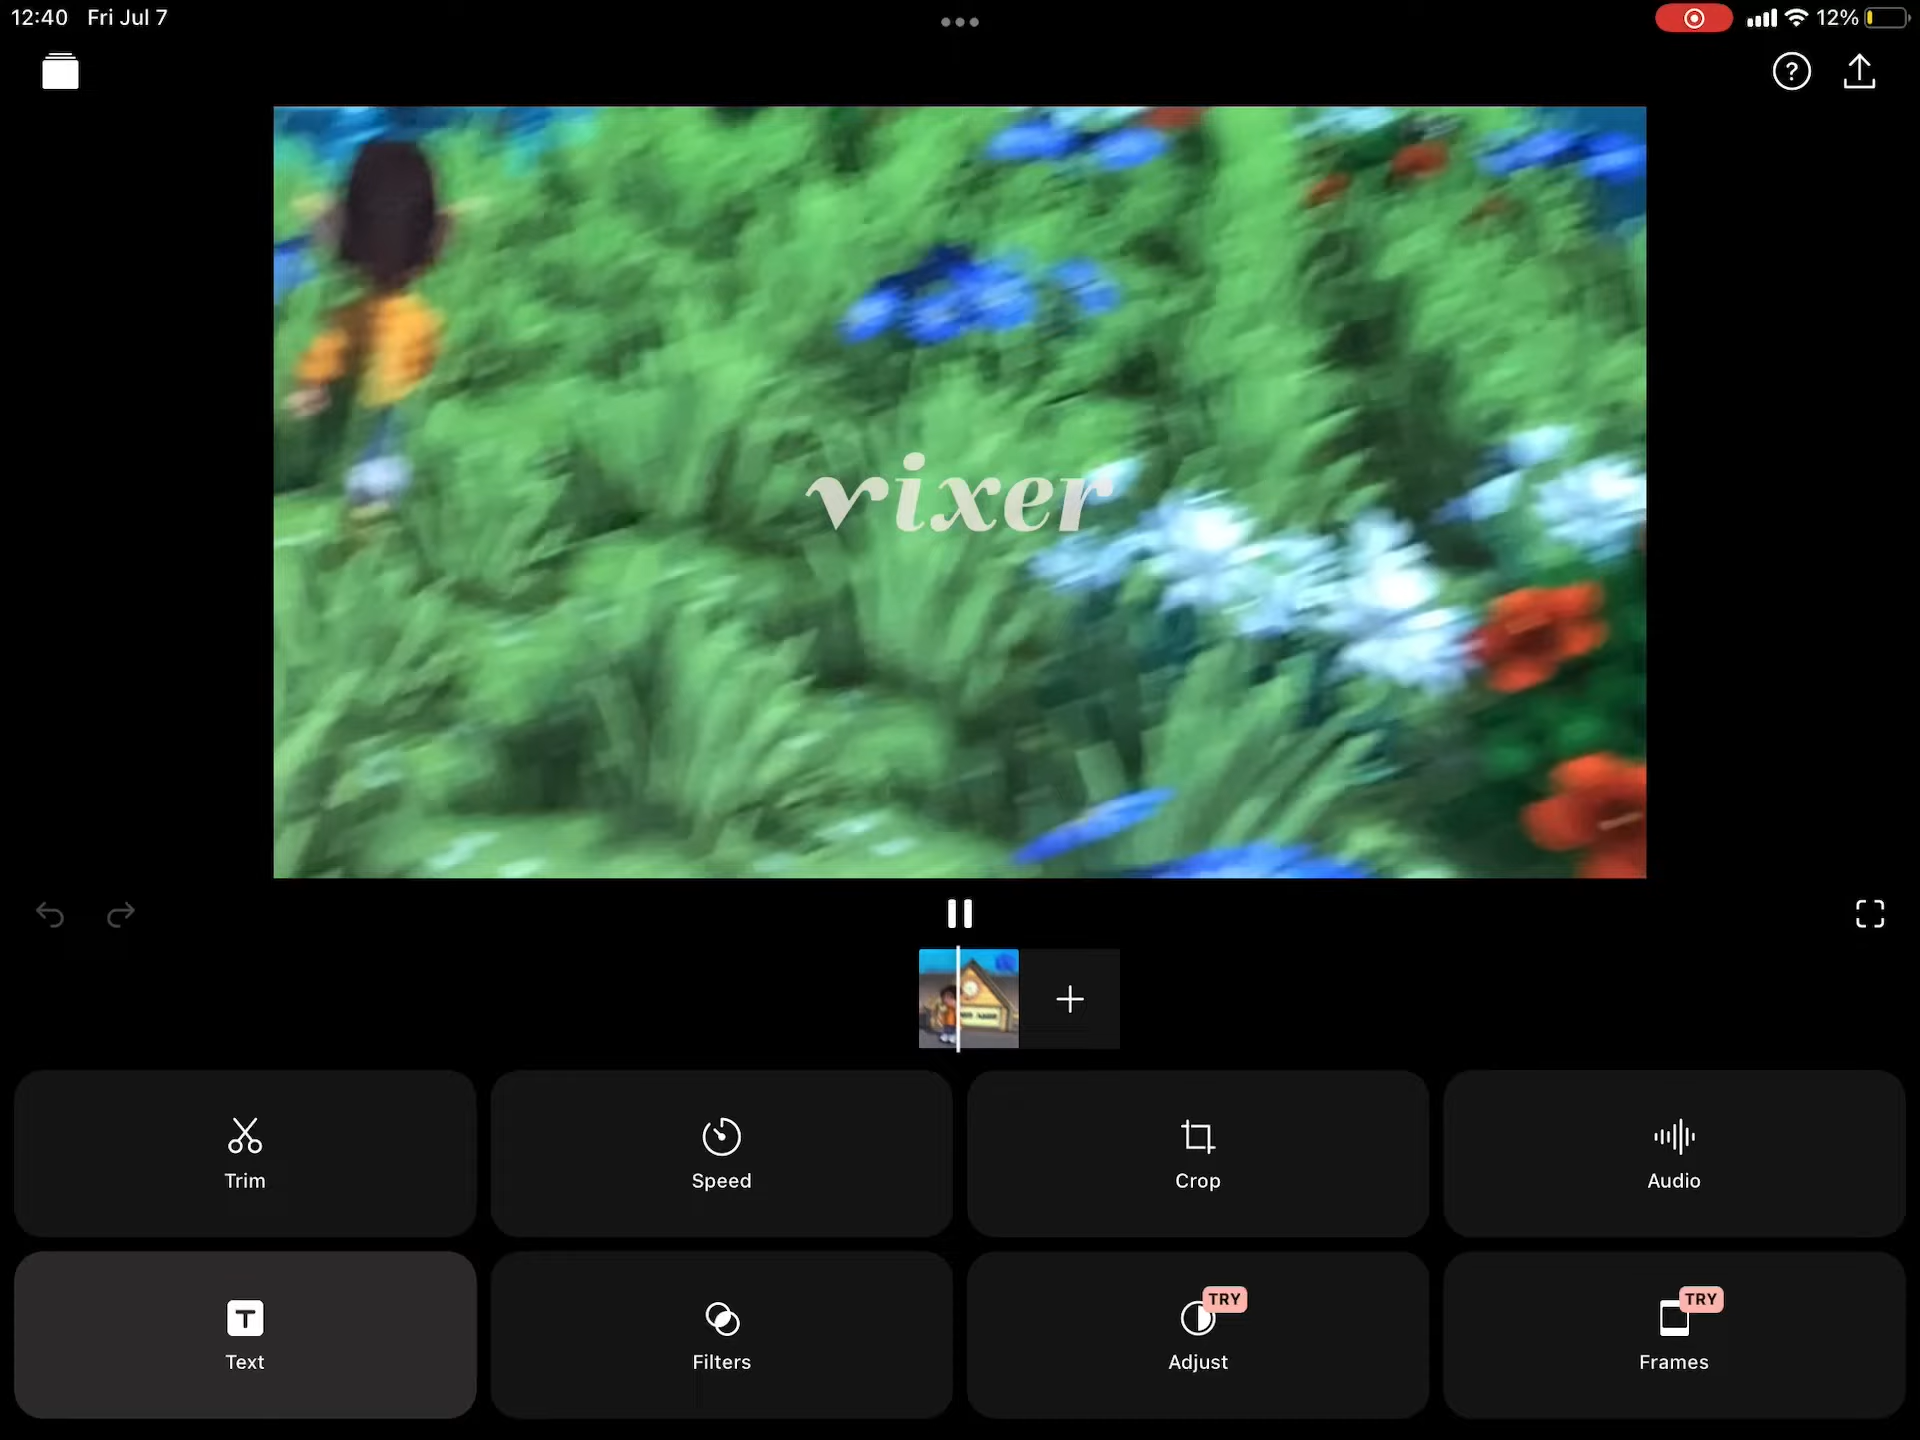 12:40 Fri Jul 7
12%
?
vixer
Trim
Speed
Crop
Audio
T
Text
Filters
TRY
Adjust
TRY
Frames